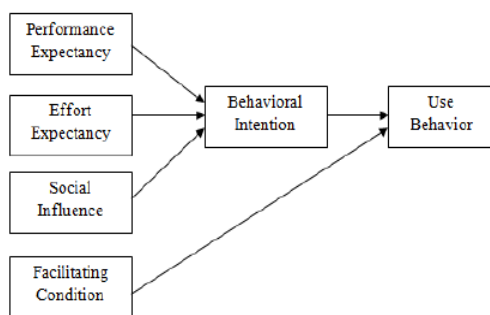 Performance
Expectancy
Effort
Expectancy
Behavioral
Intention
Use
Behavior
Social
Influence
Facilitating
Condition